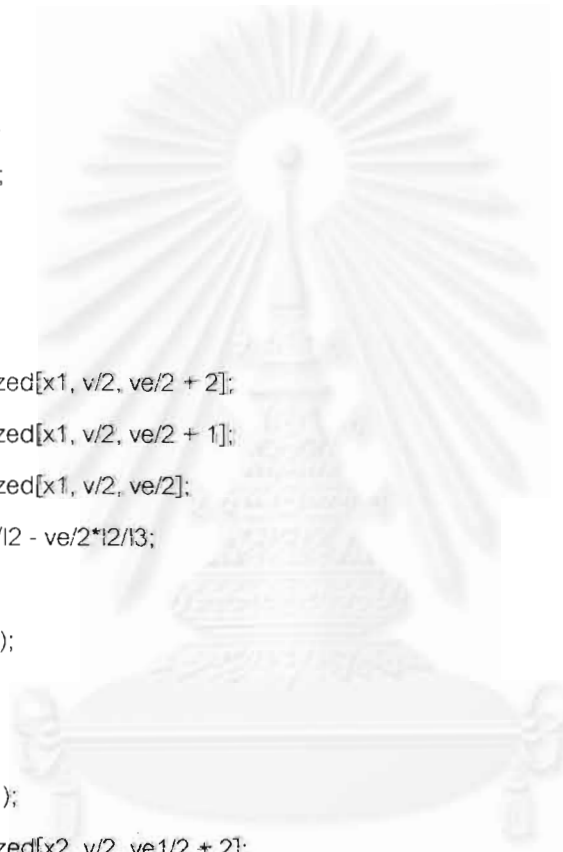 ;
zed[x1, v/2, ve/2 + 2];
zed[x1, v/2, ve/2 + 1];
zed[x1, v/2, ve/2];
/l2 - ve/2*l2/l3;
);
);
zed[x2, v/2, ve1/2 + 2];